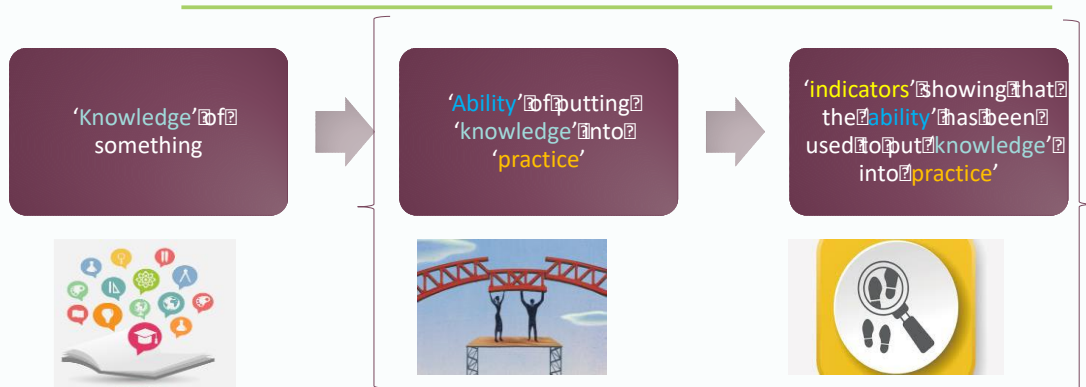 ‘Knowledge’ of
something
‘Ability’ of putting
‘knowledge’ into
‘practice’
‘indicators’ showing that
the ‘ability’ has been
used to put ‘knowledge’
into ‘practice’